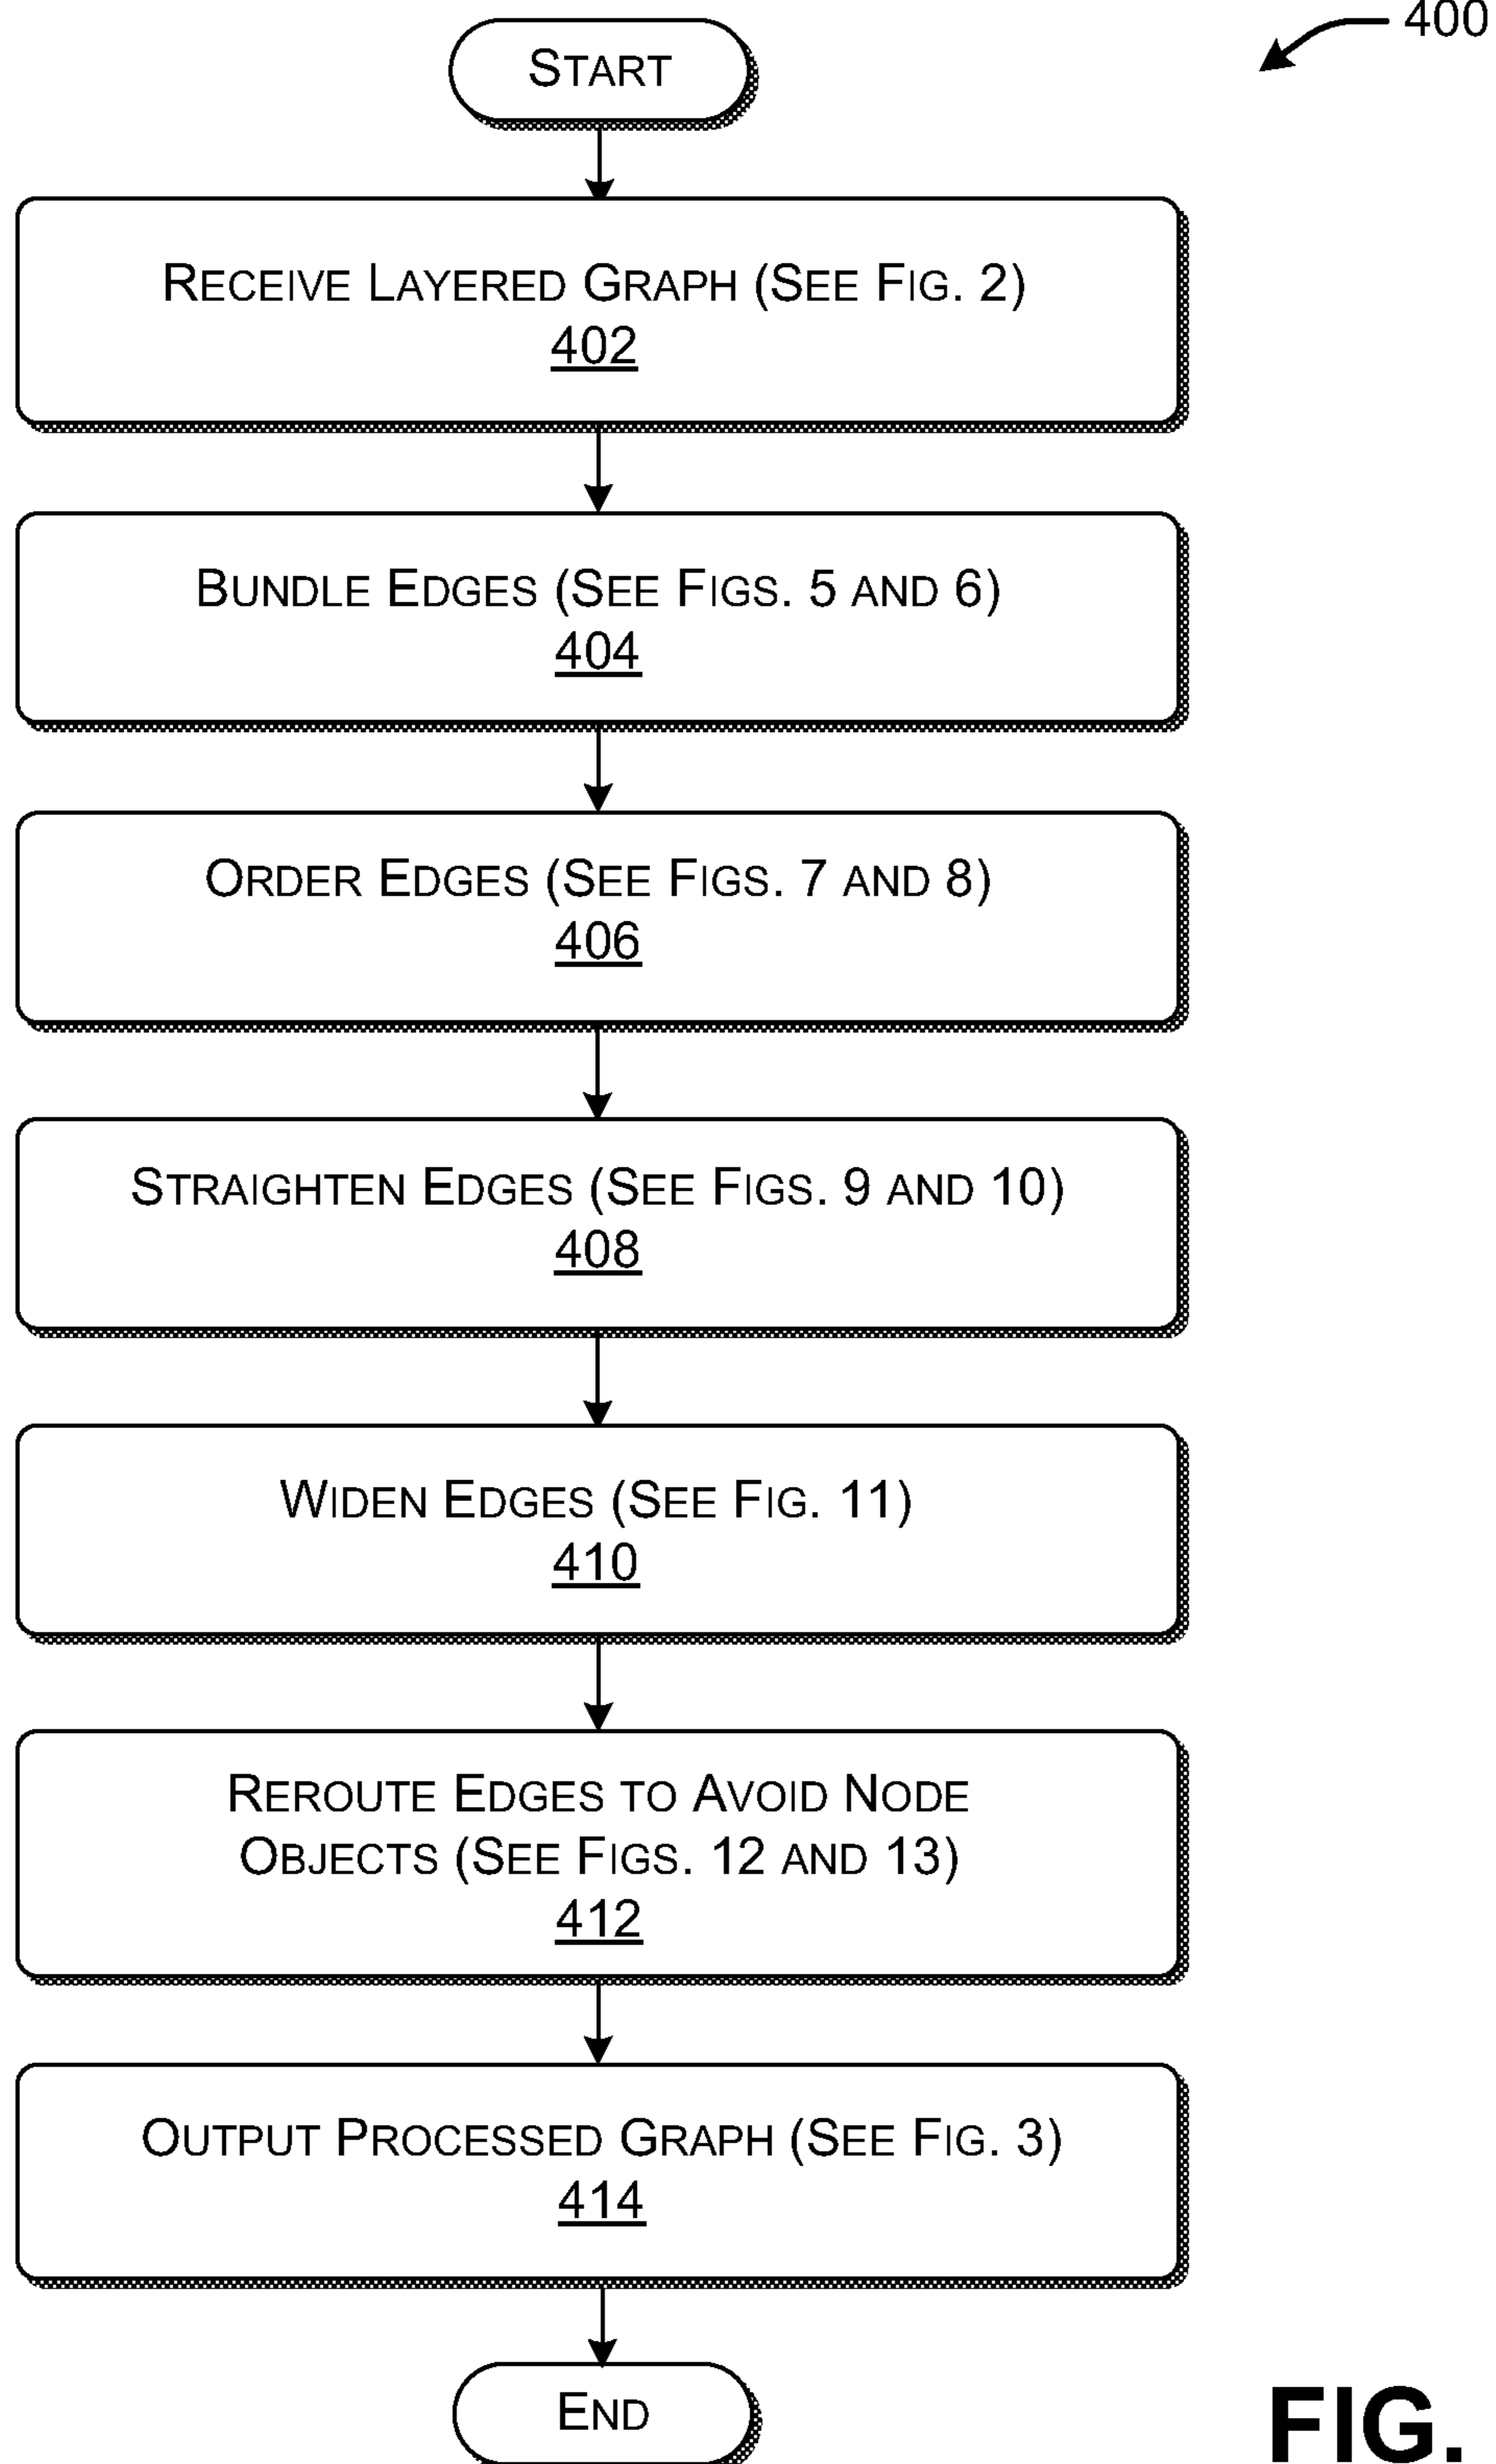 400
START
RECEIVE LAYERED GRAPH (SEE FIG. 2)
402
BUNDLE EDGES (SEE FIGS. 5 AND 6)
404
ORDER EDGES (SEE FIGS. 7 AND 8)
406
STRAIGHTEN EDGES (SEE FIGS. 9 AND 10)
408
WIDEN EDGES (SEE FIG. 11)
410
REROUTE EDGES TO AVOID NODE
OBJECTS (SEE FIGS. 12 AND 13)
412
OUTPUT PROCESSED GRAPH (SEE FIG. 3)
414
END
FIG.